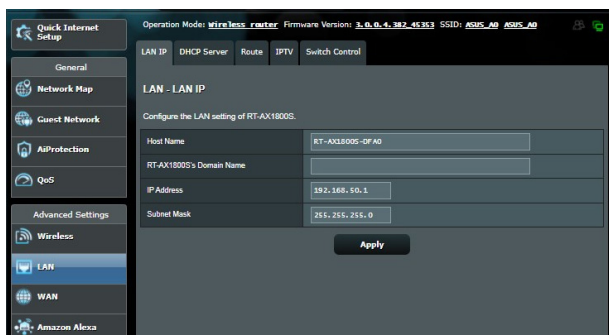 Quick Internet
Setup
General
Network Map
Guest Network
AiProtection
QoS
Advanced Settings
Wireless
LAN
WAN
Amazon Alexa
Operation Mode: Wireless router Firmware Version: 3.0.0.4.382_45353 SSID: ASUS_A0 ASUS_A0
LAN IP DHCP Server Route IPTV Switch Control
LAN - LAN IP
Configure the LAN setting of RT-AX1800S.
Host Name RT-AX1800S-DFA0
RT-AX1800S's Domain Name
IP Address 192.168.50.1
Subnet Mask 255.255.255.0
Apply